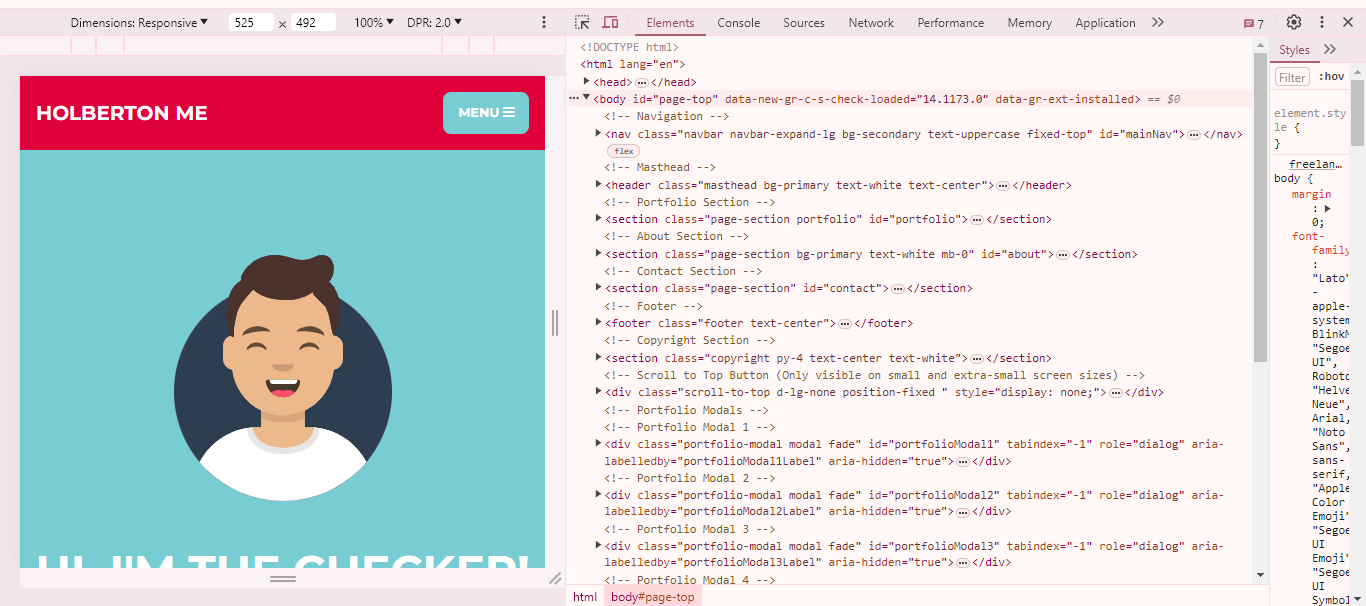 Dimensions: Responsive 525 × 492 100% DPR: 2.0
Elements Console Sources Network Performance Memory Application 7
HOLBERTON ME
MENU
HI, I'M THE CHECKER!
<!DOCTYPE html>
<html lang="en">
<head> ••• </head>
••• <body id="page-top" data-new-gr-c-s-check-loaded="14.1173.0" data-gr-ext-installed> == $0
<!-- Navigation -->
<nav class="navbar navbar-expand-lg bg-secondary text-uppercase fixed-top" id="mainNav"> ••• </nav>
flex
<!-- Masthead -->
<header class="masthead bg-primary text-white text-center"> ••• </header>
<!-- Portfolio Section -->
<section class="page-section portfolio" id="portfolio"> ••• </section>
<!-- About Section -->
<section class="page-section bg-primary text-white mb-0" id="about"> ••• </section>
<!-- Contact Section -->
<section class="page-section" id="contact"> ••• </section>
<!-- Footer -->
<footer class="footer text-center"> ••• </footer>
<!-- Copyright Section -->
<section class="copyright py-4 text-center text-white"> ••• </section>
<!-- Scroll to Top Button (Only visible on small and extra-small screen sizes) -->
<div class="scroll-to-top d-lg-none position-fixed " style="display: none;"> ••• </div>
<!-- Portfolio Modals -->
<!-- Portfolio Modal 1 -->
<div class="portfolio-modal modal fade" id="portfolioModal1" tabindex="-1" role="dialog" aria-
labelledby="portfolioModal1Label" aria-hidden="true"> ••• </div>
<!-- Portfolio Modal 2 -->
<div class="portfolio-modal modal fade" id="portfolioModal2" tabindex="-1" role="dialog" aria-
labelledby="portfolioModal2Label" aria-hidden="true"> ••• </div>
<!-- Portfolio Modal 3 -->
<div class="portfolio-modal modal fade" id="portfolioModal3" tabindex="-1" role="dialog" aria-
labelledby="portfolioModal3Label" aria-hidden="true"> ••• </div>
<!-- Portfolio Modal 4 -->
html body#page-top
Styles
Filter :hov
element.sty
le {
}
freelan…
body {
margin
:
0;
font-
family
:
"Lato"
-
apple-
system
BlinkM
"Segoe
UI",
Roboto
"Helve
Neue",
Arial,
"Noto
Sans",
sans-
serif,
"Apple
Color
Emoji"
"Segoe
UI
Emoji"
"Segoe
UI
Symbol